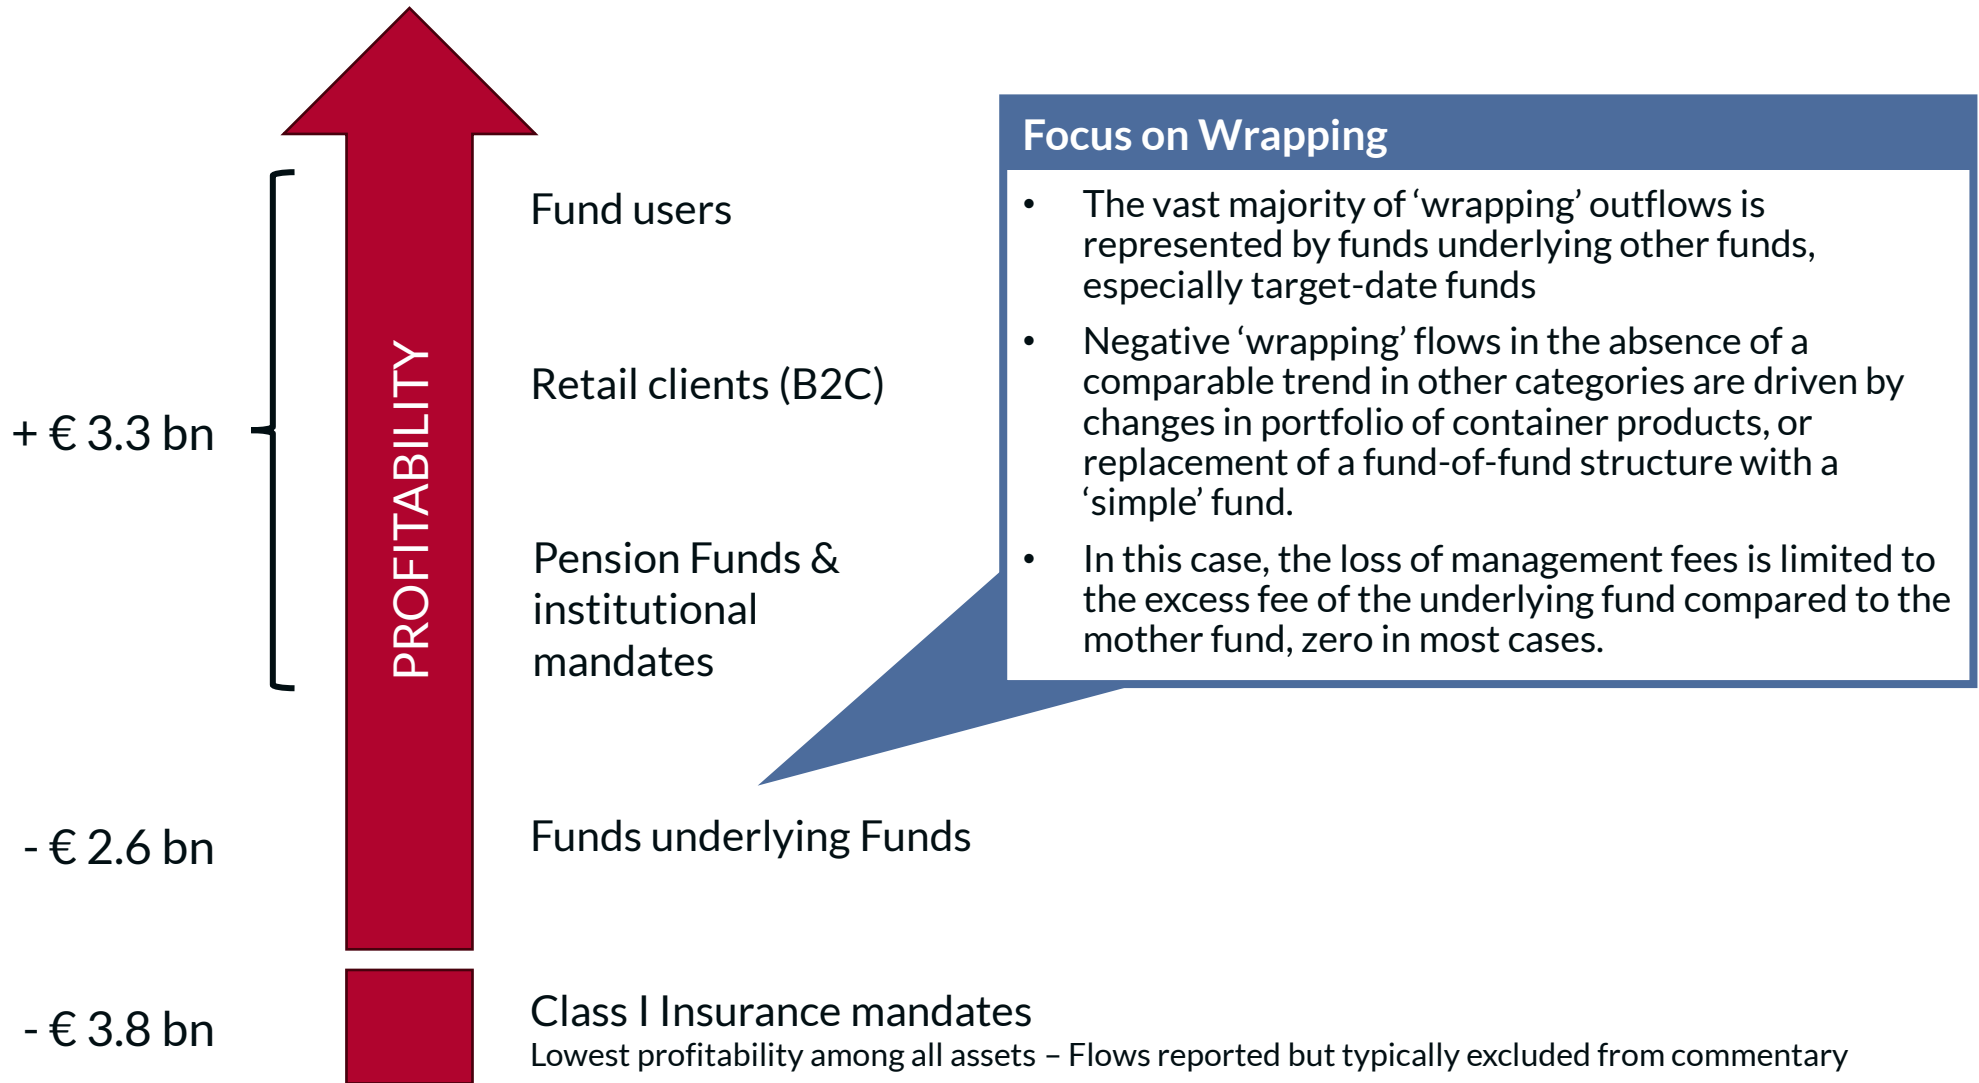 PROFITABILITY
+ € 3.3 bn
- € 2.6 bn
- € 3.8 bn
Fund users
Retail clients (B2C)
Pension Funds &
institutional
mandates
Funds underlying Funds
Class I Insurance mandates
Lowest profitability among all assets – Flows reported but typically excluded from commentary
Focus on Wrapping
• The vast majority of ‘wrapping’ outflows is
represented by funds underlying other funds,
especially target-date funds
• Negative ‘wrapping’ flows in the absence of a
comparable trend in other categories are driven by
changes in portfolio of container products, or
replacement of a fund-of-fund structure with a
‘simple’ fund.
• In this case, the loss of management fees is limited to
the excess fee of the underlying fund compared to the
mother fund, zero in most cases.